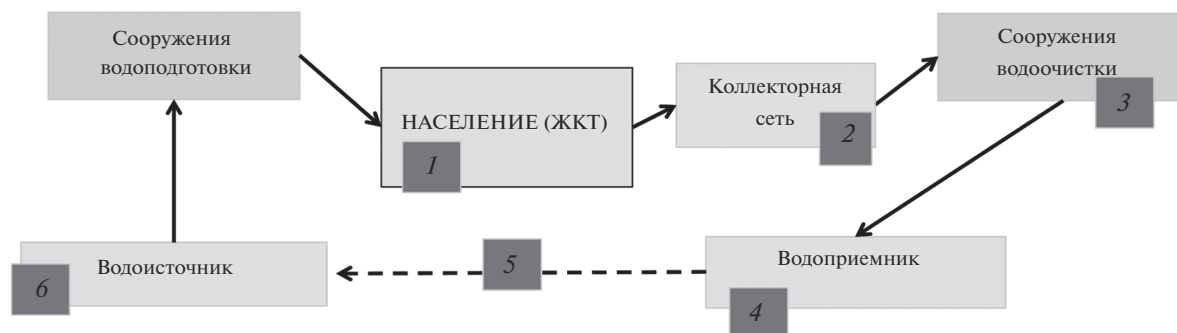 Сооружения
водоподготовки
НАСЕЛЕНИЕ (ЖКТ)
1
Коллекторная
сеть
2
Сооружения
водоочистки
3
Водоисточник
6
5
Водоприемник
4